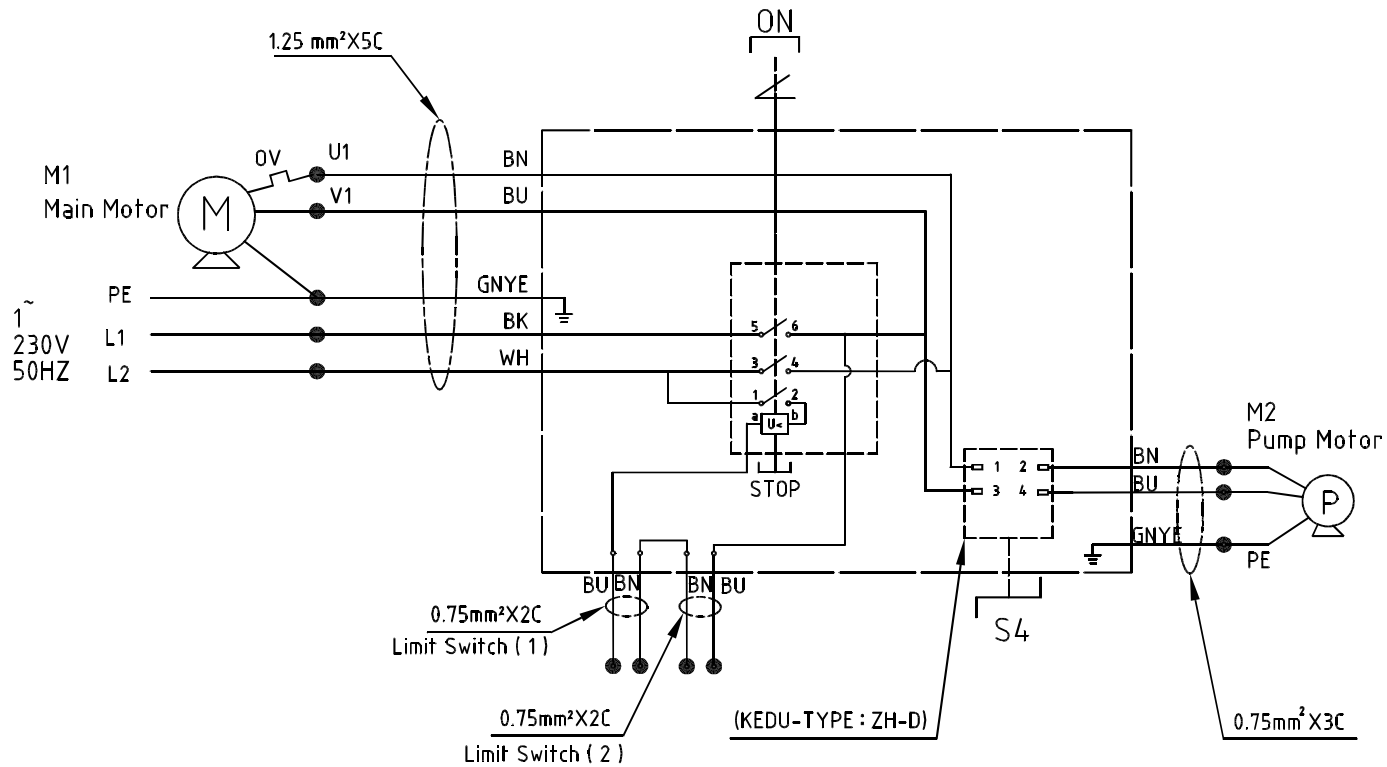 ON
1.25 mm²X5C
M1
Main Motor
M
OV
U1
V1
BN
BU
GNYE
BK
WH
PE
L1
L2
1~
230V
50HZ
5 6
3 4
1 2
a U< b
STOP
1 2
3 4
BN
BU
GNYE
PE
M2
Pump Motor
P
BU BN BN BU
0.75mm²X2C
Limit Switch ( 1 )
0.75mm²X2C
Limit Switch ( 2 )
S4
(KEDU-TYPE : ZH-D)
0.75mm²X3C